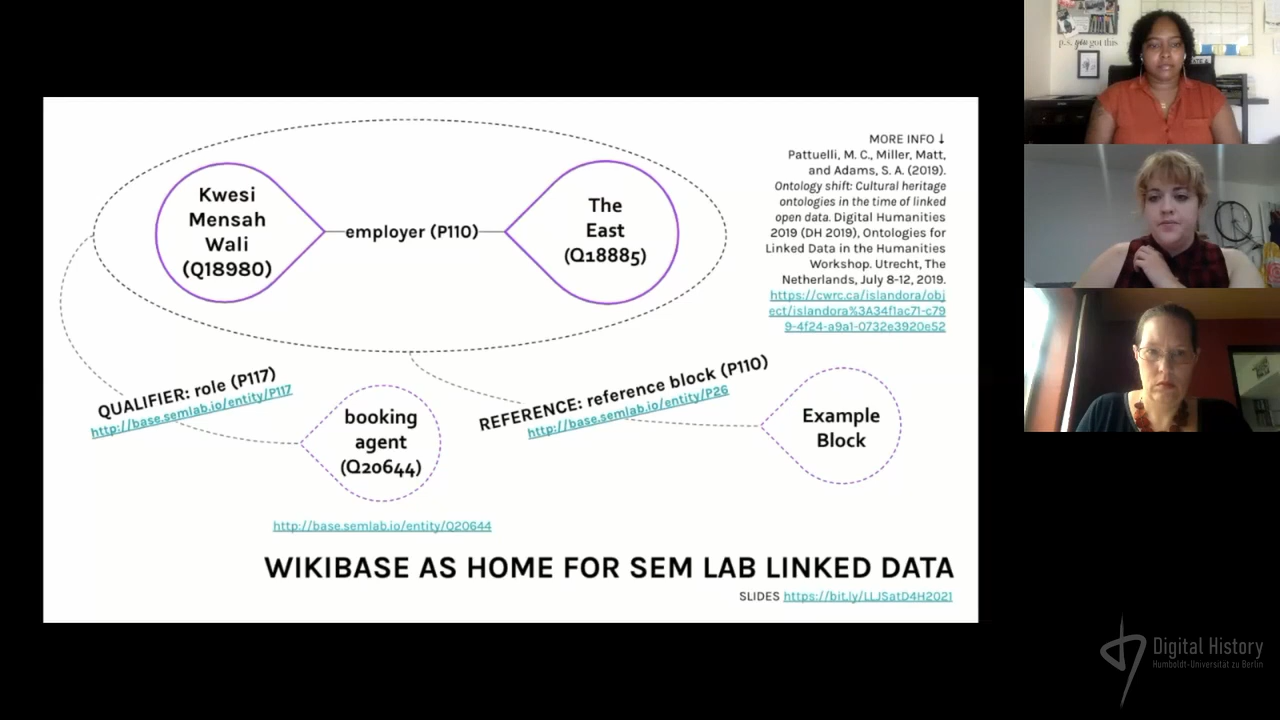 Kwesi
Mensah
Wali
(Q18980)
employer (P110)
The
East
(Q18885)
MORE INFO ↓
Pattuelli, M. C., Miller, Matt,
and Adams, S. A. (2019).
Ontology shift: Cultural heritage
ontologies in the time of linked
open data. Digital Humanities
2019 (DH 2019), Ontologies for
Linked Data in the Humanities
Workshop. Utrecht, The
Netherlands, July 8-12, 2019.
https://cwrc.ca/islandora/obj
ect/islandora%3A34f1ac71-c79
9-4f24-a9a1-0732e3920e52
QUALIFIER: role (P117)
http://base.semlab.io/entity/P117
booking
agent
(Q20644)
http://base.semlab.io/entity/Q20644
REFERENCE: reference block (P110)
http://base.semlab.io/entity/P26
Example
Block
WIKIBASE AS HOME FOR SEM LAB LINKED DATA
SLIDES https://bit.ly/LLJSatD4H2021
p.s. you got this
Digital History
Humboldt-Universität zu Berlin